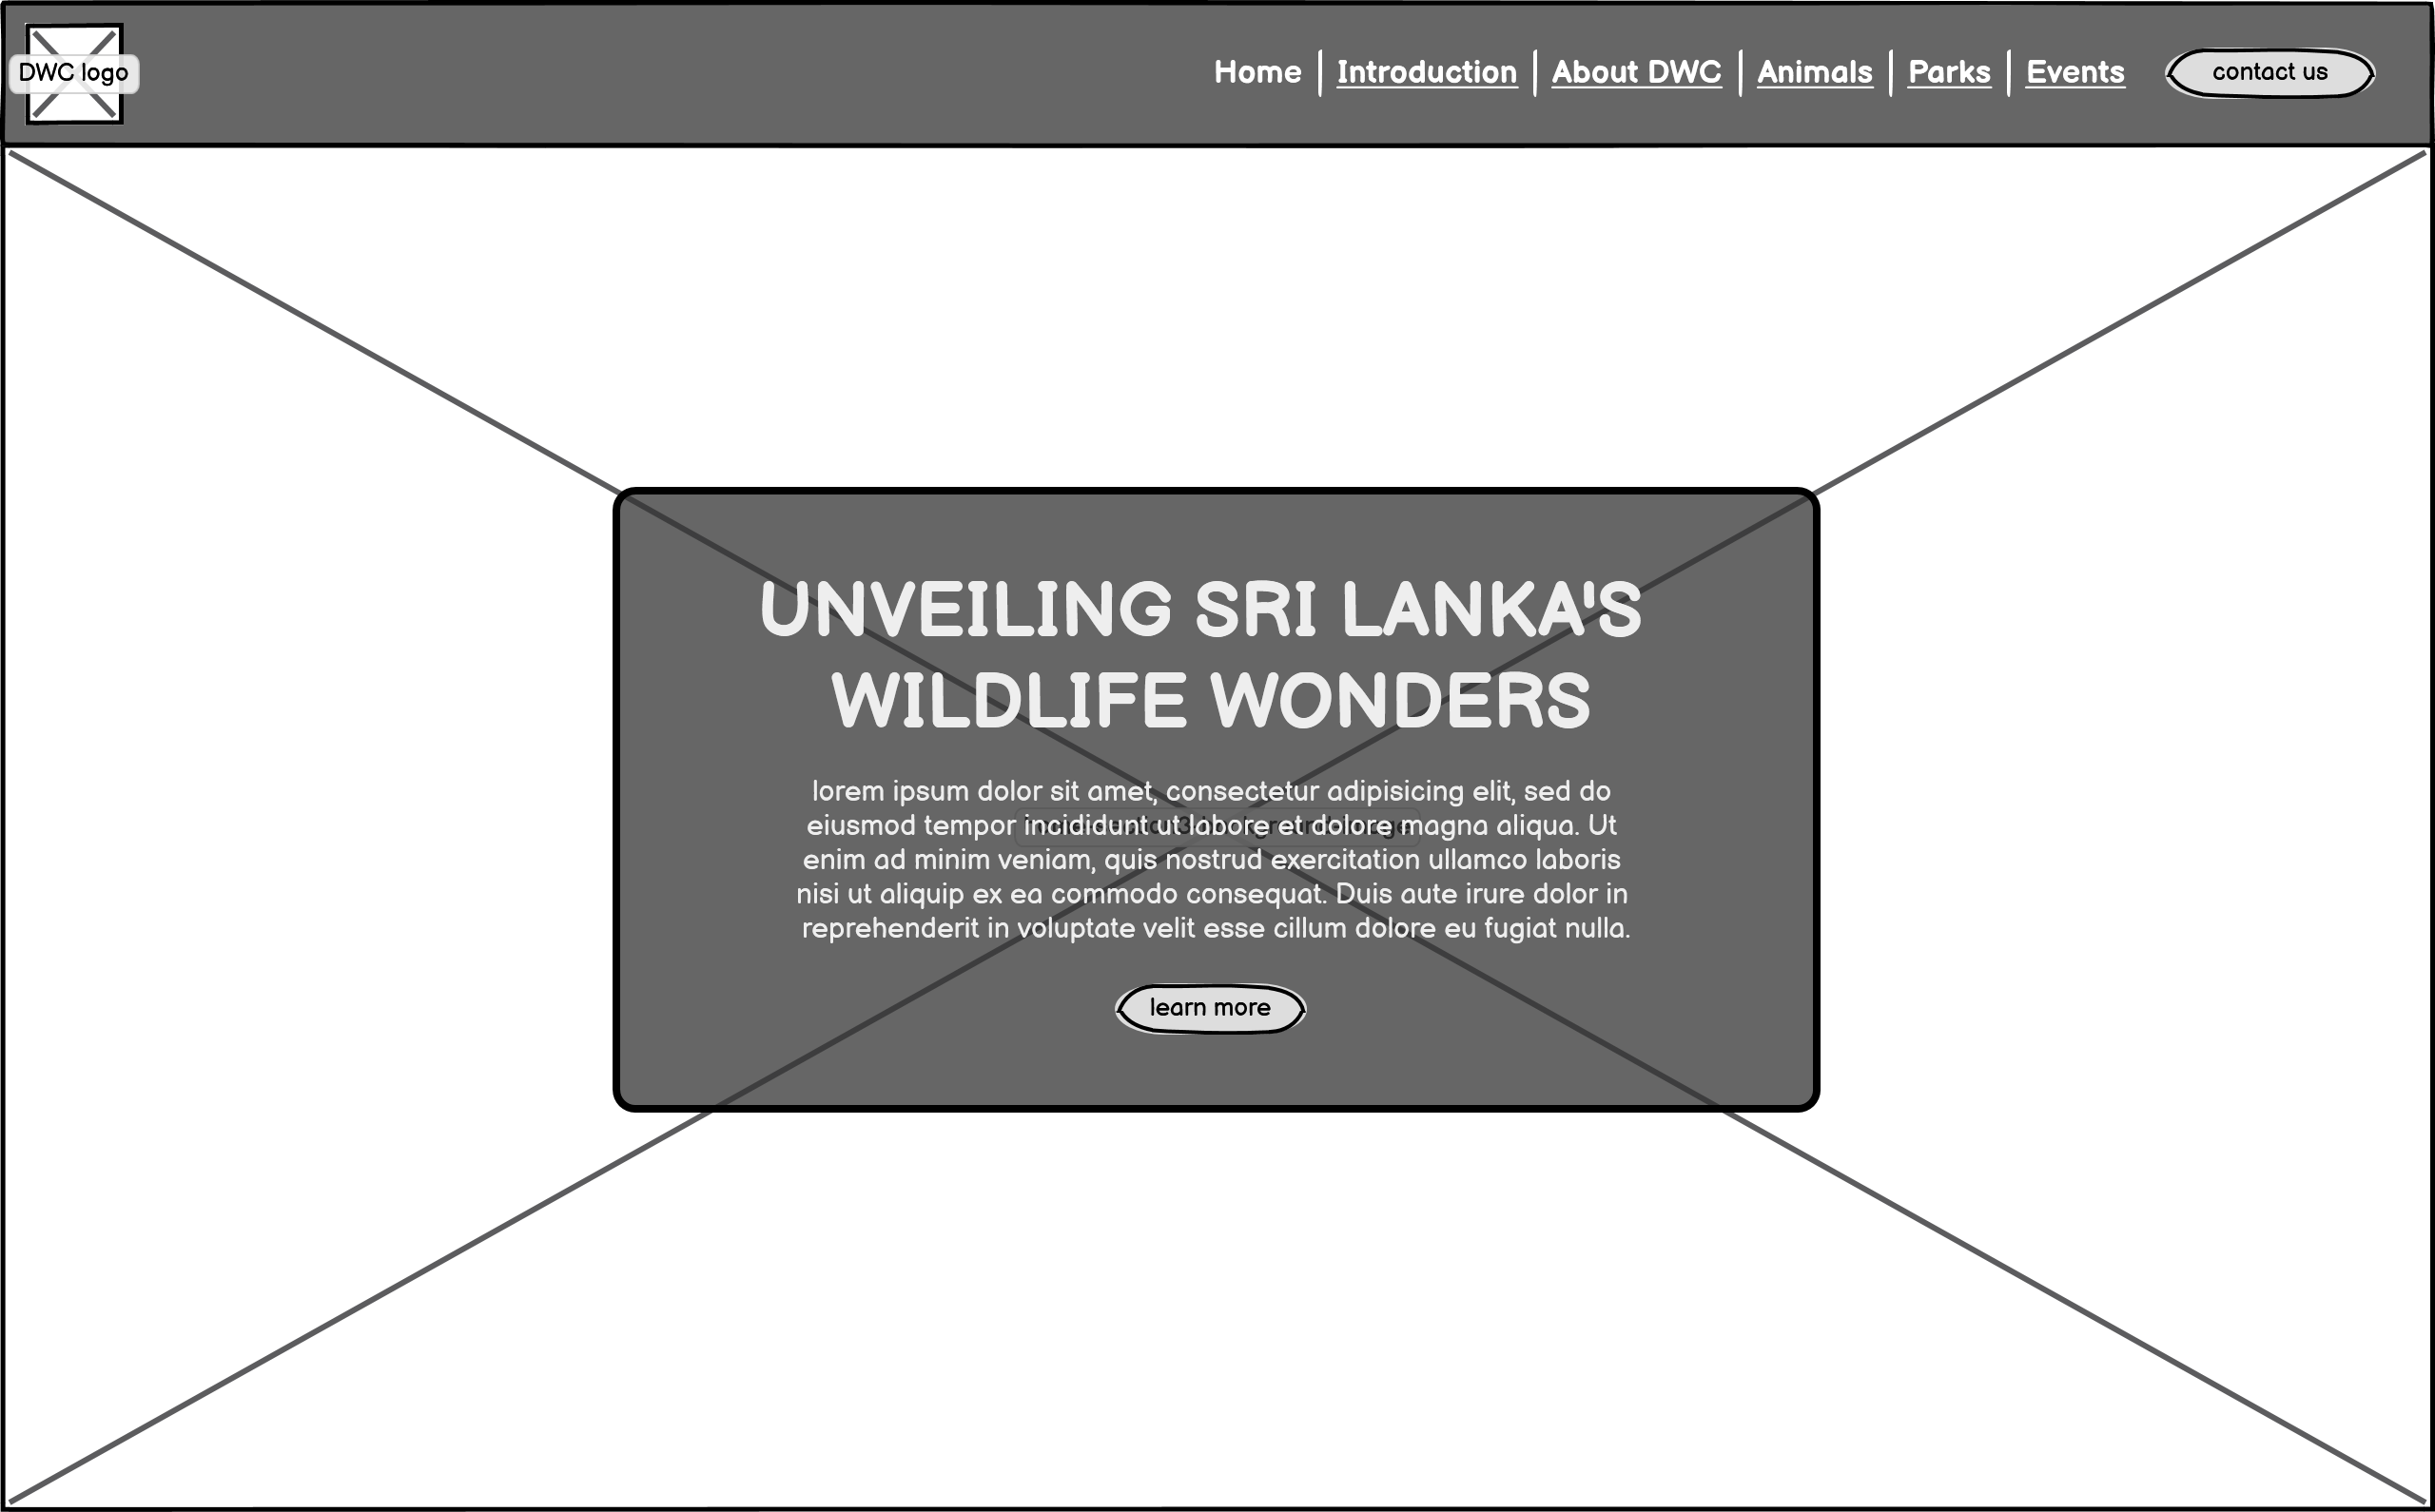 DWC logo
Home Introduction About DWC Animals Parks Events contact us
UNVEILING SRI LANKA'S
WILDLIFE WONDERS
lorem ipsum dolor sit amet, consectetur adipisicing elit, sed do
eiusmod tempor incididunt ut labore et dolore magna aliqua. Ut
enim ad minim veniam, quis nostrud exercitation ullamco laboris
nisi ut aliquip ex ea commodo consequat. Duis aute irure dolor in
reprehenderit in voluptate velit esse cillum dolore eu fugiat nulla.
learn more